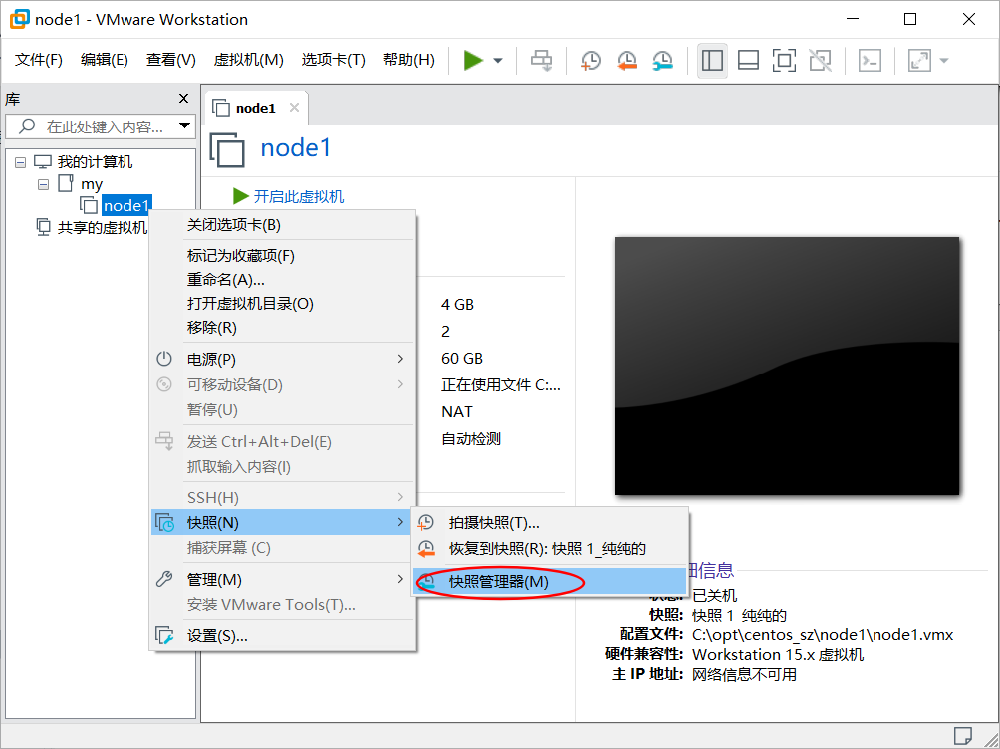 node1 - VMware Workstation
文件(F) 编辑(E) 查看(V) 虚拟机(M) 选项卡(T) 帮助(H)
库
在此处键入内容...
我的计算机
my
node1
共享的虚拟机
node1
node1
开启此虚拟机
关闭选项卡(B)
标记为收藏项(F)
重命名(A)...
打开虚拟机目录(O)
移除(R)
电源(P)
可移动设备(D)
暂停(U)
发送 Ctrl+Alt+Del(E)
抓取输入内容(I)
SSH(H)
快照(N)
捕获屏幕 (C)
管理(M)
安装 VMware Tools(T)...
设置(S)...
4 GB
2
60 GB
正在使用文件 C:...
NAT
自动检测
拍摄快照(T)...
恢复到快照(R): 快照 1_纯纯的
快照管理器(M)
信息
已关机
快照: 快照 1_纯纯的
配置文件: C:\opt\centos_sz\node1\node1.vmx
硬件兼容性: Workstation 15.x 虚拟机
主 IP 地址: 网络信息不可用